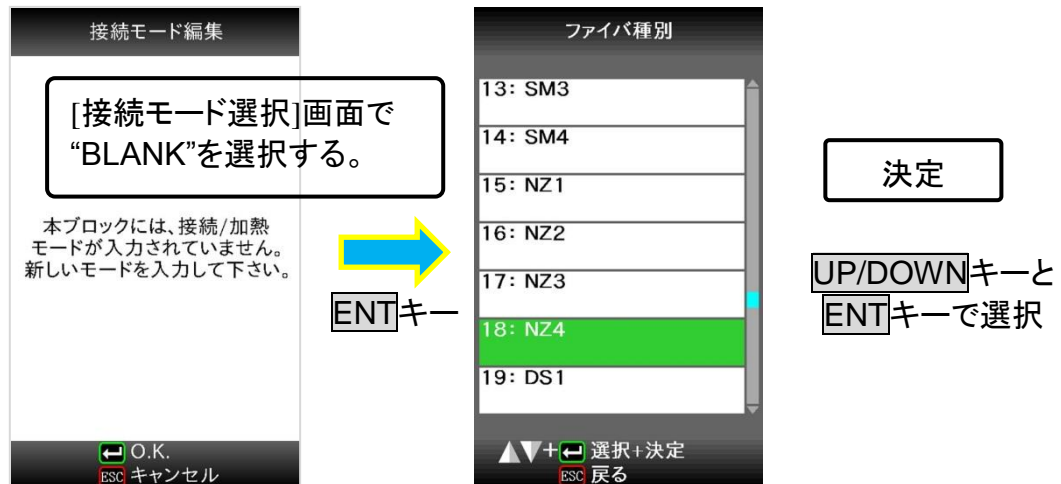 接続モード編集
[接続モード選択]画面で
“BLANK”を選択する。
本ブロックには、接続/加熱
モードが入力されていません。
新しいモードを入力して下さい。
O.K.
ESC キャンセル
ENTキー
ファイバ種別
13: SM3
14: SM4
15: NZ1
16: NZ2
17: NZ3
18: NZ4
19: DS1
▲▼+ 選択+決定
ESC 戻る
決定
UP/DOWNキーと
ENTキーで選択